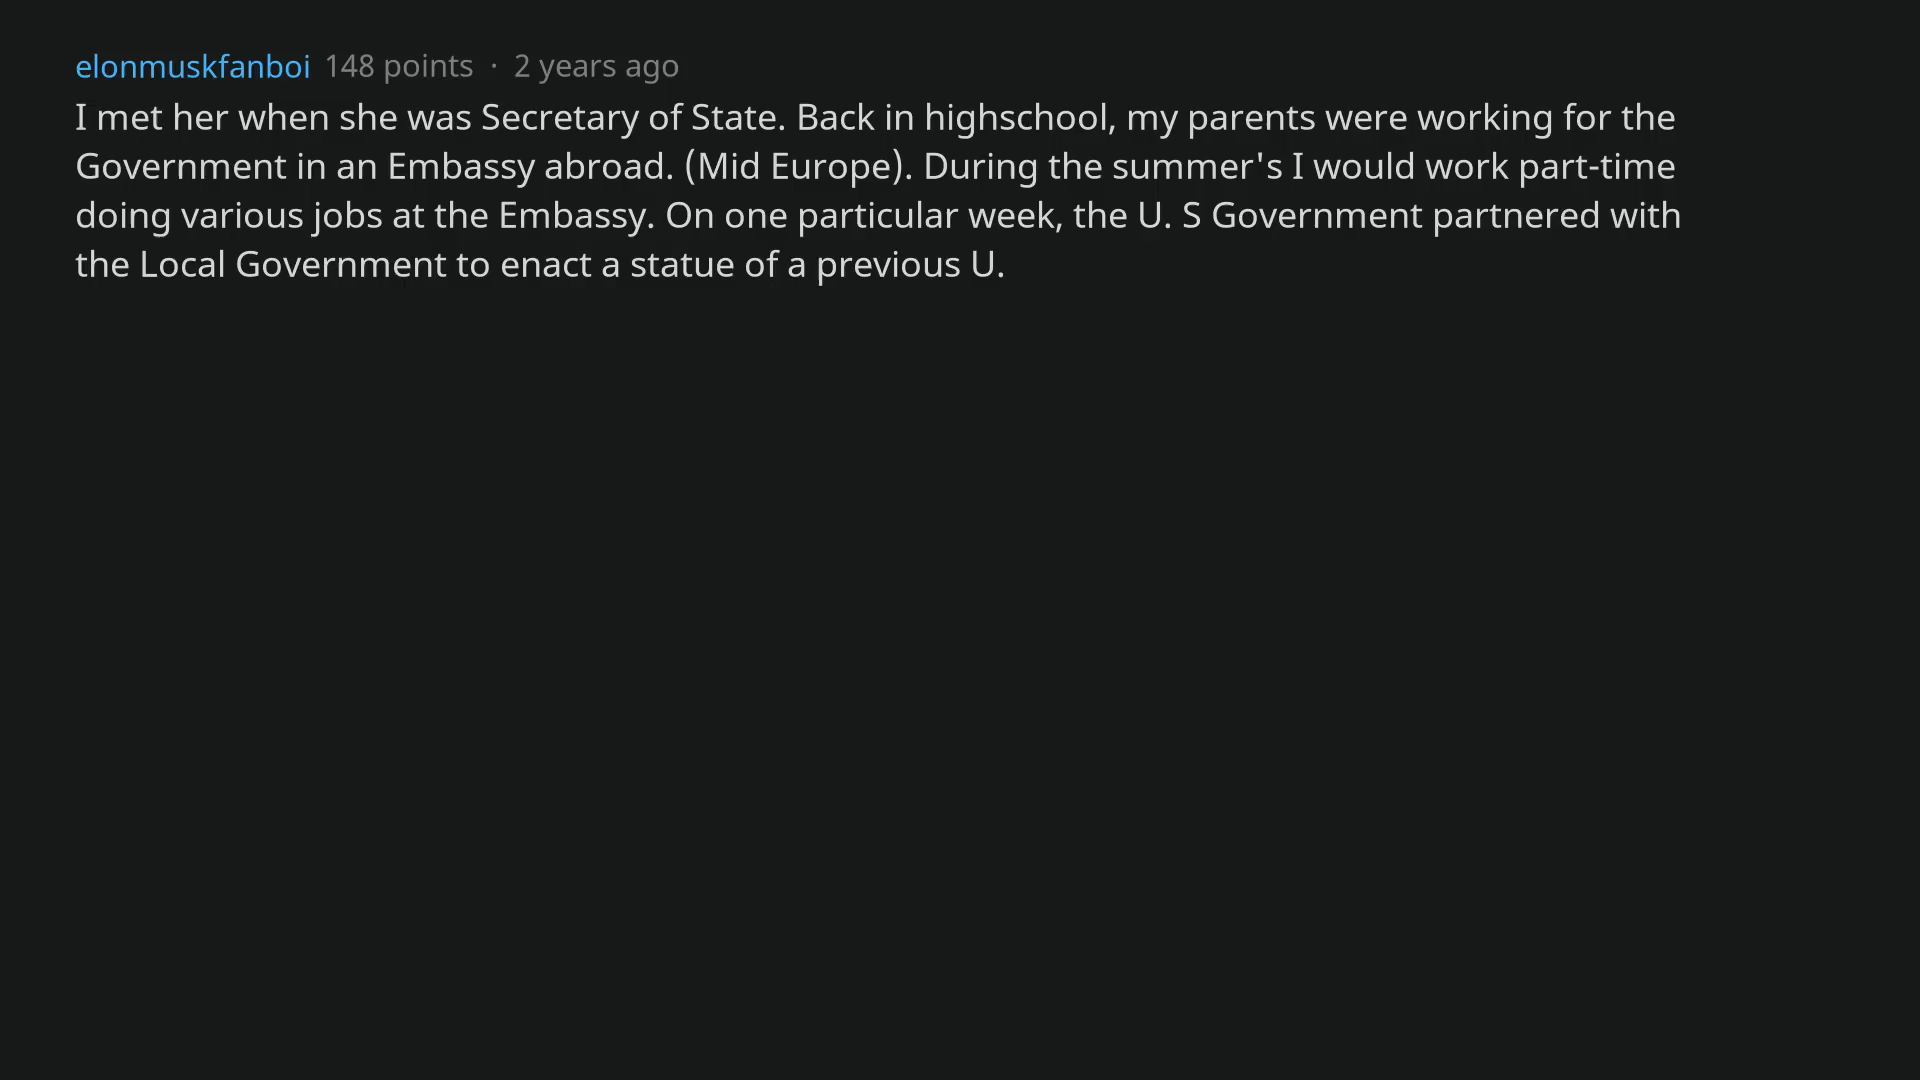 elonmuskfanboi 148 points · 2 years ago
I met her when she was Secretary of State. Back in highschool, my parents were working for the
Government in an Embassy abroad. (Mid Europe). During the summer's I would work part-time
doing various jobs at the Embassy. On one particular week, the U. S Government partnered with
the Local Government to enact a statue of a previous U.